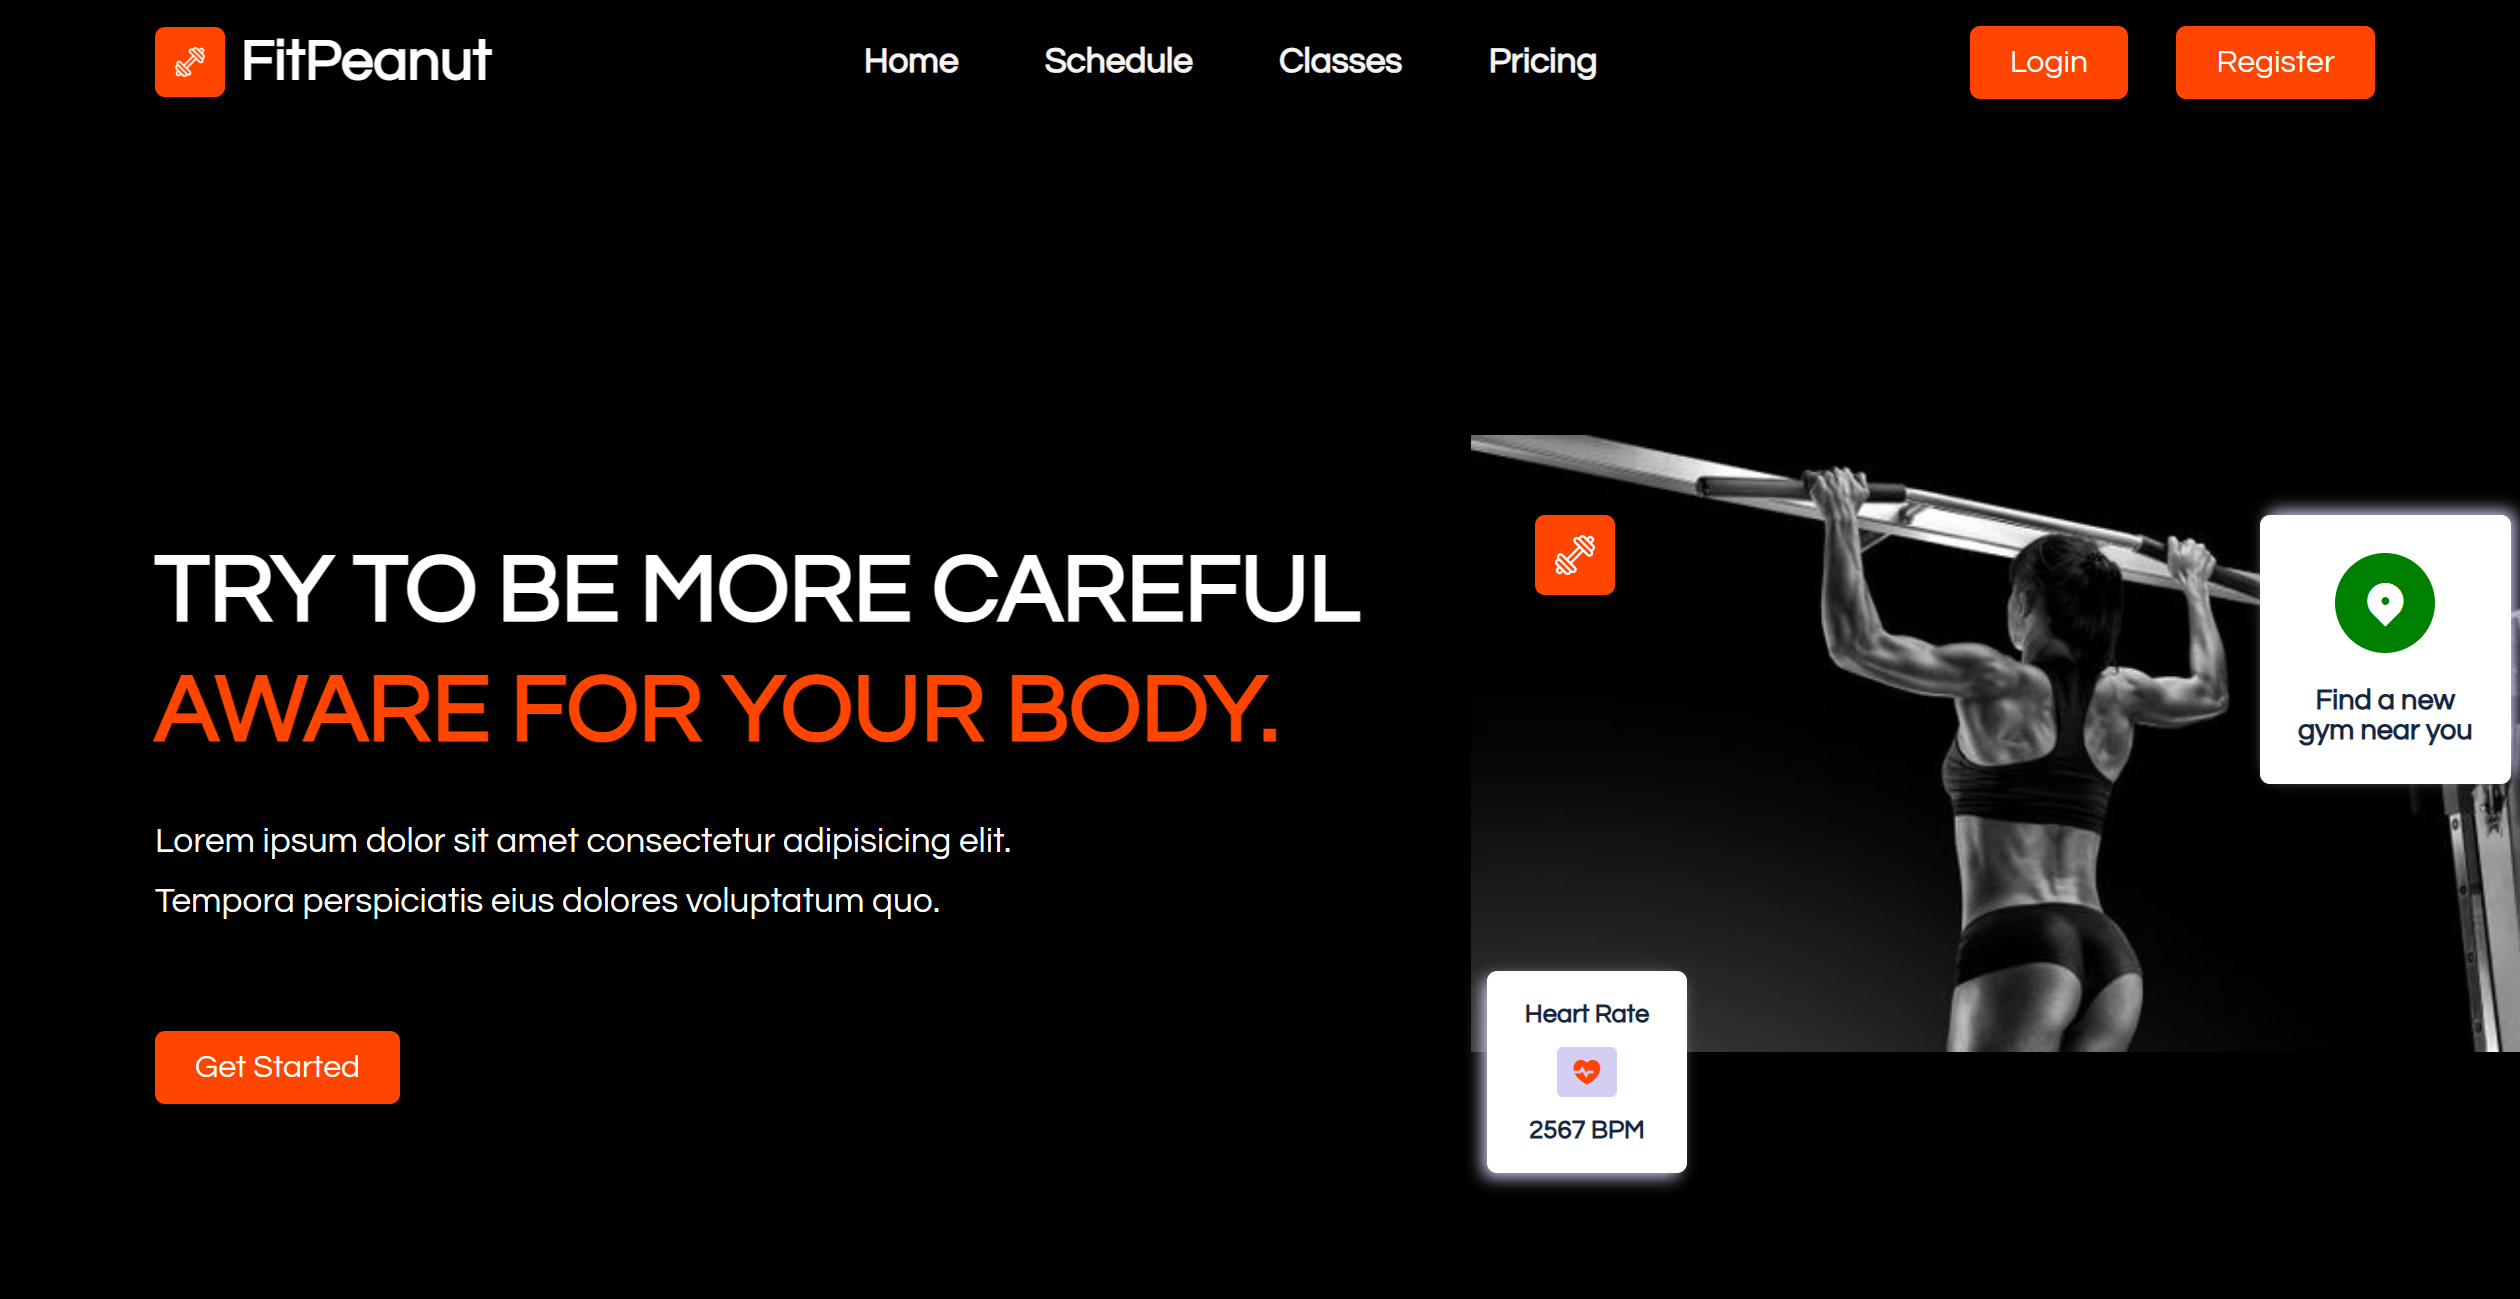 FitPeanut
Home Schedule Classes Pricing
Login Register
TRY TO BE MORE CAREFUL
AWARE FOR YOUR BODY.
Lorem ipsum dolor sit amet consectetur adipisicing elit.
Tempora perspiciatis eius dolores voluptatum quo.
Get Started
Find a new
gym near you
Heart Rate
2567 BPM